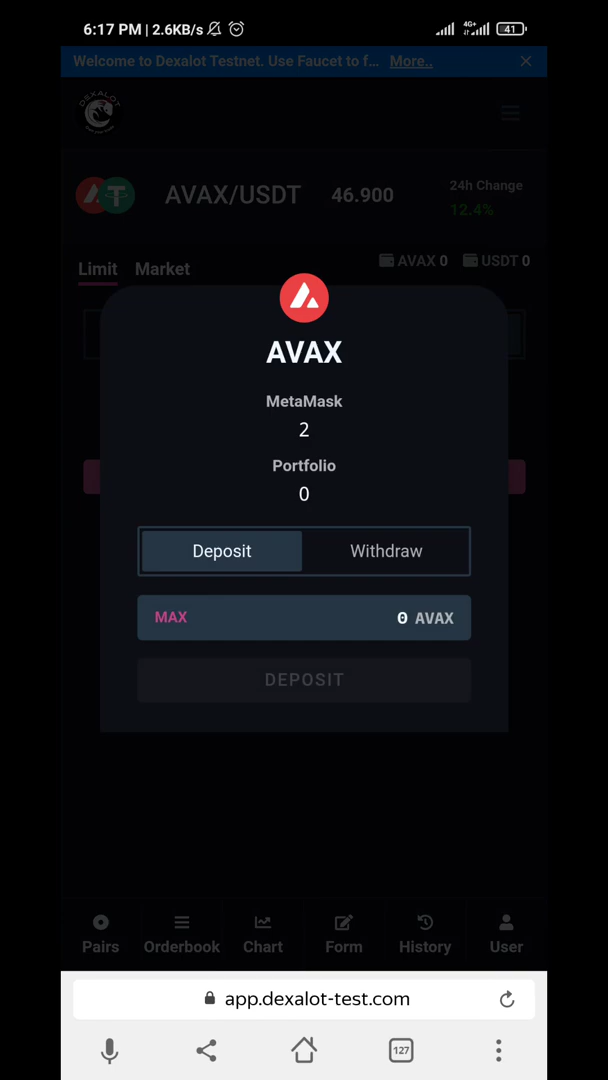 6:17 PM | 2.6KB/s
4G+
41
Welcome to Dexalot Testnet. Use Faucet to f... More..
DEXALOT
AVAX/USDT 46.900
24h Change
12.4%
Limit Market AVAX 0 USDT 0
AVAX
MetaMask
2
Portfolio
0
Deposit Withdraw
MAX 0 AVAX
DEPOSIT
Pairs Orderbook Chart Form History User
app.dexalot-test.com
127